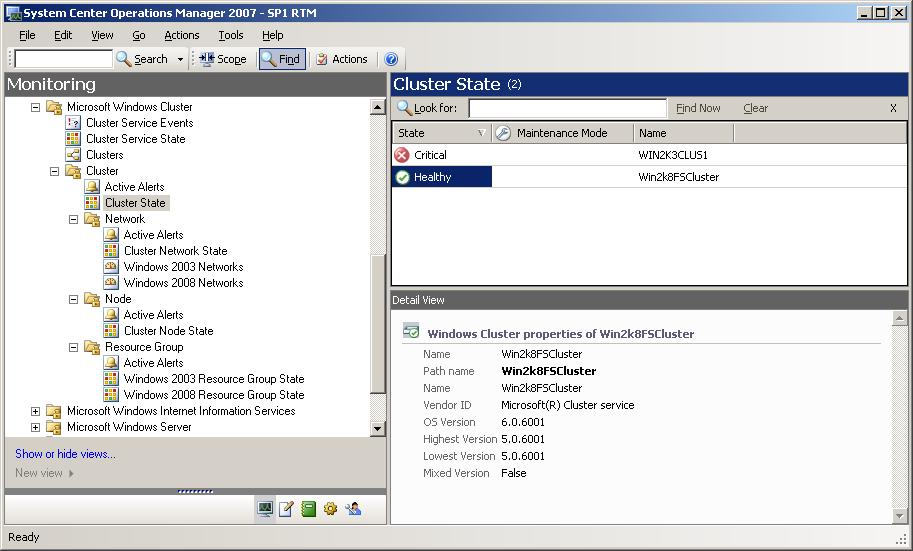 System Center Operations Manager 2007 - SP1 RTM
File Edit View Go Actions Tools Help
Search Scope Find Actions
Monitoring
Microsoft Windows Cluster
Cluster Service Events
Cluster Service State
Clusters
Cluster
Active Alerts
Cluster State
Network
Active Alerts
Cluster Network State
Windows 2003 Networks
Windows 2008 Networks
Node
Active Alerts
Cluster Node State
Resource Group
Active Alerts
Windows 2003 Resource Group State
Windows 2008 Resource Group State
Microsoft Windows Internet Information Services
Microsoft Windows Server
Show or hide views...
New view
Cluster State (2)
Look for: Find Now Clear X
State Maintenance Mode Name
Critical WIN2K3CLUS1
Healthy Win2k8FSCluster
Detail View
Windows Cluster properties of Win2k8FSCluster
Name Win2k8FSCluster
Path name Win2k8FSCluster
Name Win2k8FSCluster
Vendor ID Microsoft(R) Cluster service
OS Version 6.0.6001
Highest Version 5.0.6001
Lowest Version 5.0.6001
Mixed Version False
Ready